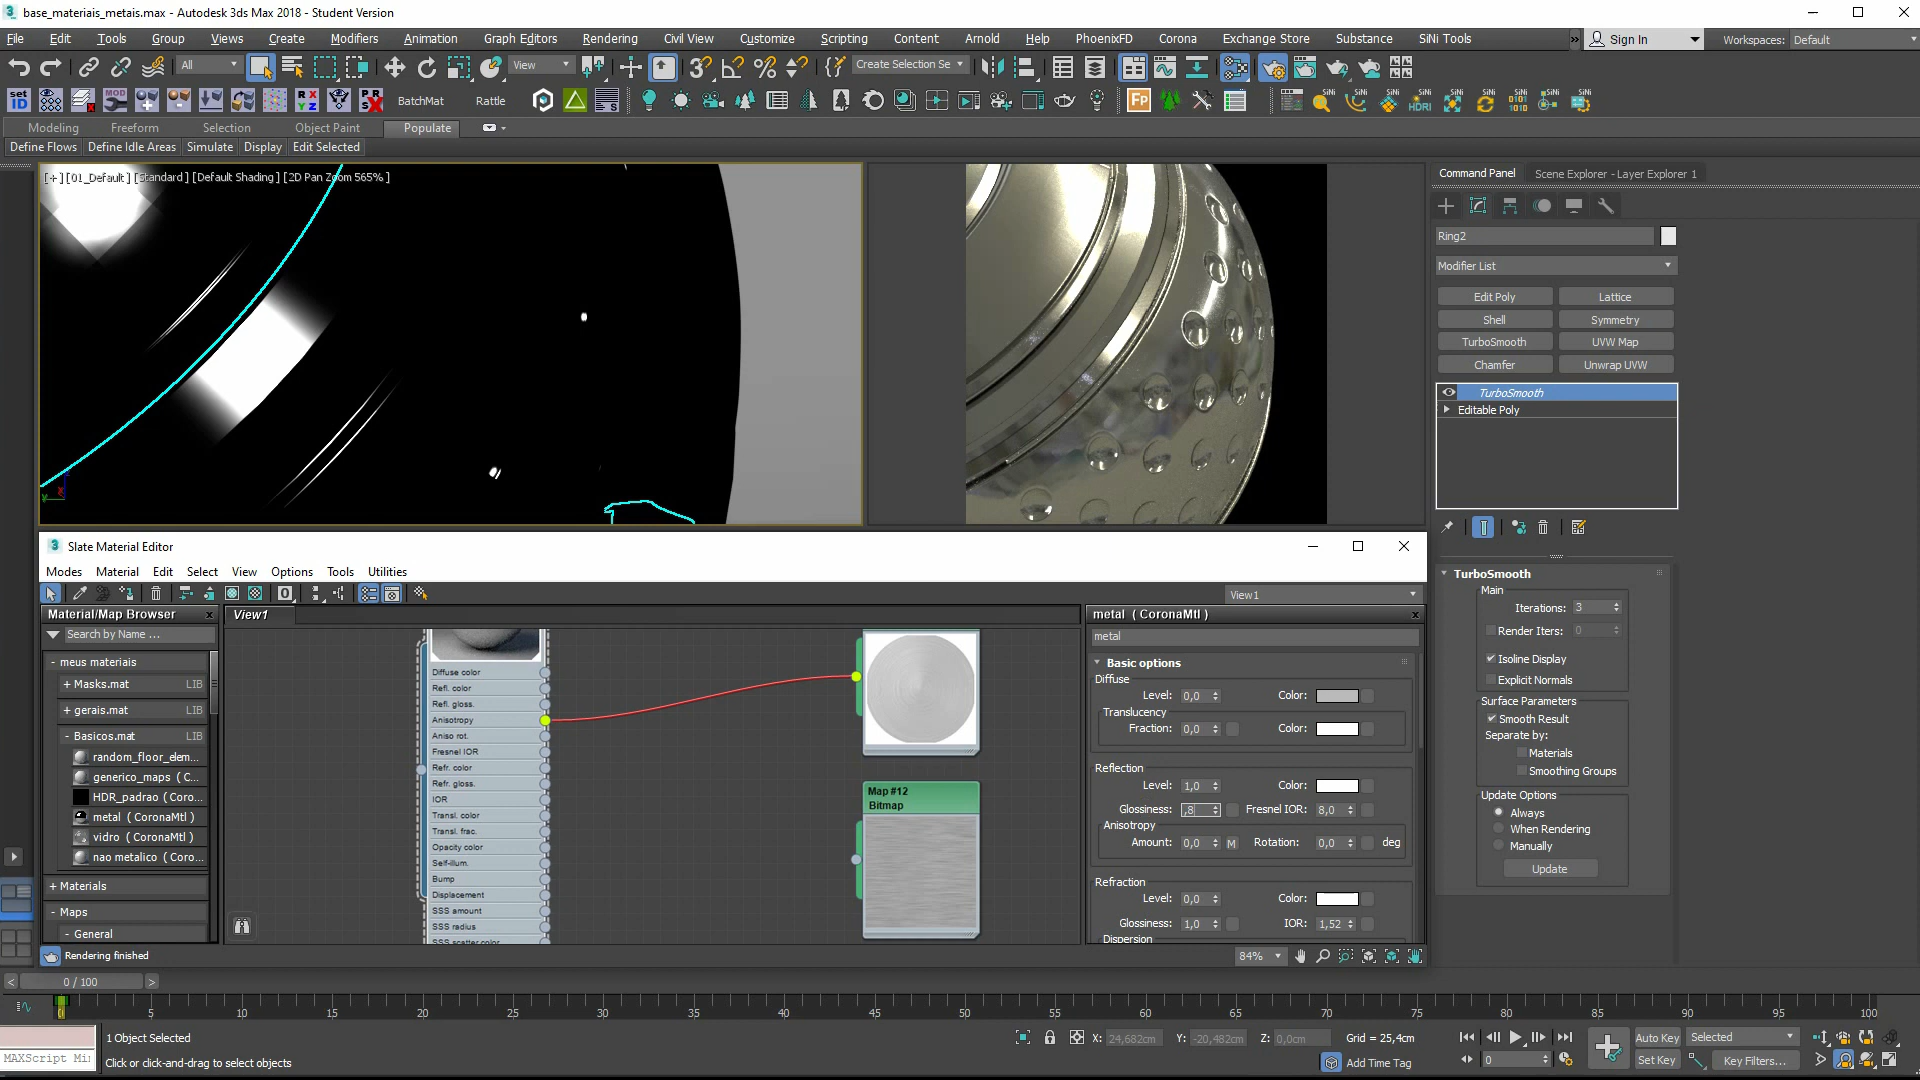 base_materiais_metais.max - Autodesk 3ds Max 2018 - Student Version
File Edit Tools Group Views Create Modifiers Animation Graph Editors Rendering Civil View Customize Scripting Content Arnold Help PhoenixFD Corona Exchange Store Substance SiNi Tools
Sign In
Workspaces: Default
All
View
Create Selection Se
set ID
BatchMat Rattle
Modeling Freeform Selection Object Paint Populate
Define Flows Define Idle Areas Simulate Display Edit Selected
[+][01_Default] [Standard] [Default Shading] [2D Pan Zoom 565% ]
Command Panel Scene Explorer - Layer Explorer 1
Ring2
Modifier List
Edit Poly Lattice
Shell Symmetry
TurboSmooth UVW Map
Chamfer Unwrap UVW
TurboSmooth
Editable Poly
TurboSmooth
Main
Iterations: 3
Render Iters: 0
Isoline Display
Explicit Normals
Surface Parameters
Smooth Result
Separate by:
Materials
Smoothing Groups
Update Options
Always
When Rendering
Manually
Update
Slate Material Editor
Modes Material Edit Select View Options Tools Utilities
View1
Material/Map Browser
Search by Name ...
- meus materiais
+ Masks.mat LIB
+ gerais.mat LIB
- Basicos.mat LIB
random_floor_elem...
generico_maps ( C...
HDR_padrao ( Coro...
metal ( CoronaMtl )
vidro ( CoronaMtl )
nao metalico ( Coro...
+ Materials
- Maps
- General
View1
Diffuse color
Refl. color
Refl. gloss.
Anisotropy
Aniso rot.
Fresnel IOR
Refr. color
Refr. gloss.
IOR
Transl. color
Transl. frac.
Opacity color
Self-illum.
Bump
Displacement
SSS amount
SSS radius
SSS scatter color
Map #12
Bitmap
metal ( CoronaMtl )
metal
Basic options
Diffuse
Level: 0,0 Color:
Translucency
Fraction: 0,0 Color:
Reflection
Level: 1,0 Color:
Glossiness: ,8 Fresnel IOR: 8,0
Anisotropy
Amount: 0,0 M Rotation: 0,0 deg
Refraction
Level: 0,0 Color:
Glossiness: 1,0 IOR: 1,52
Dispersion
Rendering finished
84%
0 / 100
0 5 10 15 20 25 30 35 40 45 50 55 60 65 70 75 80 85 90 95 100
1 Object Selected
MAXScript Mi
Click or click-and-drag to select objects
X: 24,682cm Y: -20,482cm Z: 0,0cm Grid = 25,4cm
Add Time Tag
0
Auto Key Selected
Set Key Key Filters...